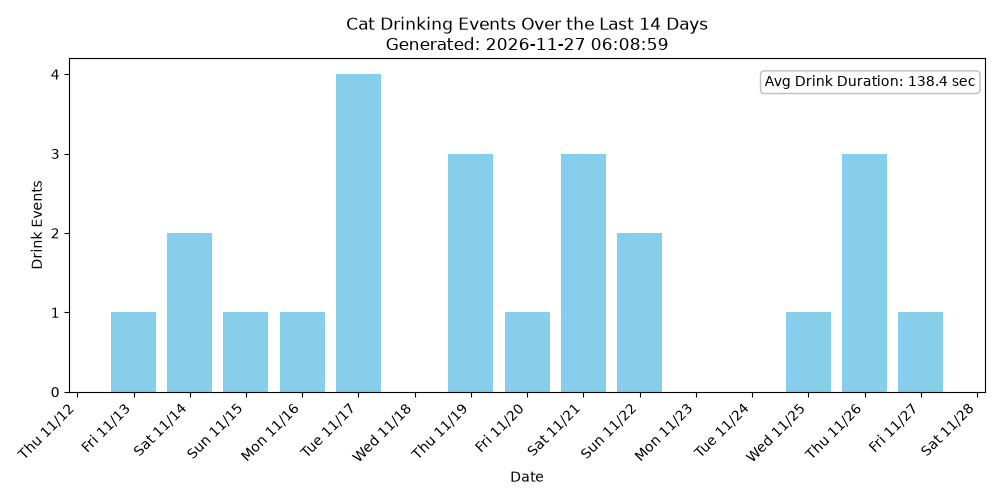 Cat Drinking Events Over the Last 14 Days
Generated: 2026-11-27 06:08:59
Avg Drink Duration: 138.4 sec
Drink Events
4
3
2
1
0
Thu 11/12
Fri 11/13
Sat 11/14
Sun 11/15
Mon 11/16
Tue 11/17
Wed 11/18
Thu 11/19
Fri 11/20
Sat 11/21
Sun 11/22
Mon 11/23
Tue 11/24
Wed 11/25
Thu 11/26
Fri 11/27
Sat 11/28
Date